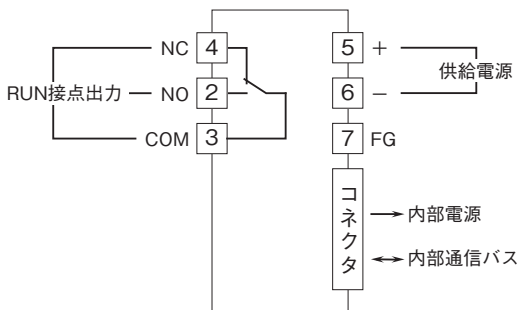 NC 4
RUN接点出力 NO 2
COM 3
5 +
6 −
供給電源
7 FG
コネクタ
内部電源
内部通信バス